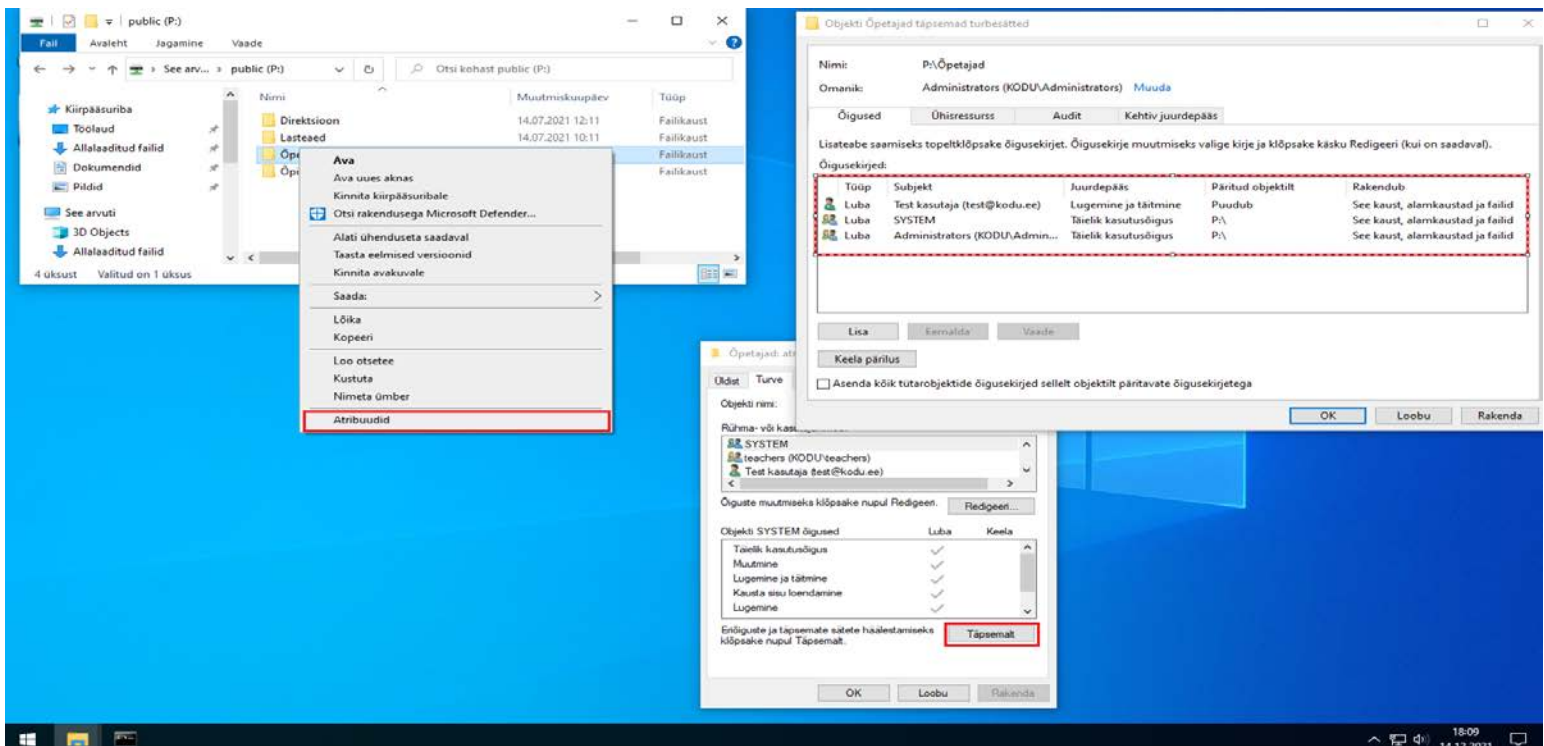 public (P:)
Fail Avaleht Jagamine Vaade
See arv... public (P:) Otsi kohast public (P:)
Nimi Muutmiskuupäev Tüüp
Kiirpääsuriba
Töölaud
Allalaaditud failid
Dokumendid
Pildid
See arvuti
3D Objects
Allalaaditud failid
Direktsioon 14.07.2021 12:11 Failikaust
Lasteaed 14.07.2021 10:11 Failikaust
Failikaust
Failikaust
4 üksust Valitud on 1 üksus
Ava
Ava uues aknas
Kinnita kiirpääsuribale
Otsi rakendusega Microsoft Defender...
Alati ühenduseta saadaval
Taasta eelmised versioonid
Kinnita avakuvale
Saada:
Lõika
Kopeeri
Loo otsetee
Kustuta
Nimeta ümber
Atribuudid
Objekti Õpetajad täpsemad turbesätted
Nimi: P:\Õpetajad
Omanik: Administrators (KODU\Administrators) Muuda
Õigused Ühisressurss Audit Kehtiv juurdepääs
Lisateabe saamiseks topeltklõpsake õigusekirjet. Õigusekirje muutmiseks valige kirje ja klõpsake käsku Redigeeri (kui on saadaval).
Õigusekirjed:
Tüüp Subjekt Juurdepääs Päritud objektilt Rakendub
Luba Test kasutaja (test@kodu.ee) Lugemine ja täitmine Puudub See kaust, alamkaustad ja failid
Luba SYSTEM Täielik kasutusõigus P:\ See kaust, alamkaustad ja failid
Luba Administrators (KODU\Admin... Täielik kasutusõigus P:\ See kaust, alamkaustad ja failid
Lisa Eemalda Vaade
Keela pärilus
Asenda kõik tütarobjektide õigusekirjed sellelt objektilt päritavate õigusekirjetega
OK Loobu Rakenda
Õpetajad: at
Üldist Turve
Objekti nimi:
Rühma- või
SYSTEM
teachers (KODU\teachers)
Test kasutaja (test@kodu.ee)
Õiguste muutmiseks klõpsake nupul Redigeeri. Redigeeri...
Objekti SYSTEM õigused Luba Keela
Täielik kasutusõigus
Muutmine
Lugemine ja täitmine
Kausta sisu loendamine
Lugemine
Eriõiguste ja täpsemate sätete häälestamiseks
klõpsake nupul Täpsemalt. Täpsemalt
OK Loobu Rakenda
18:09